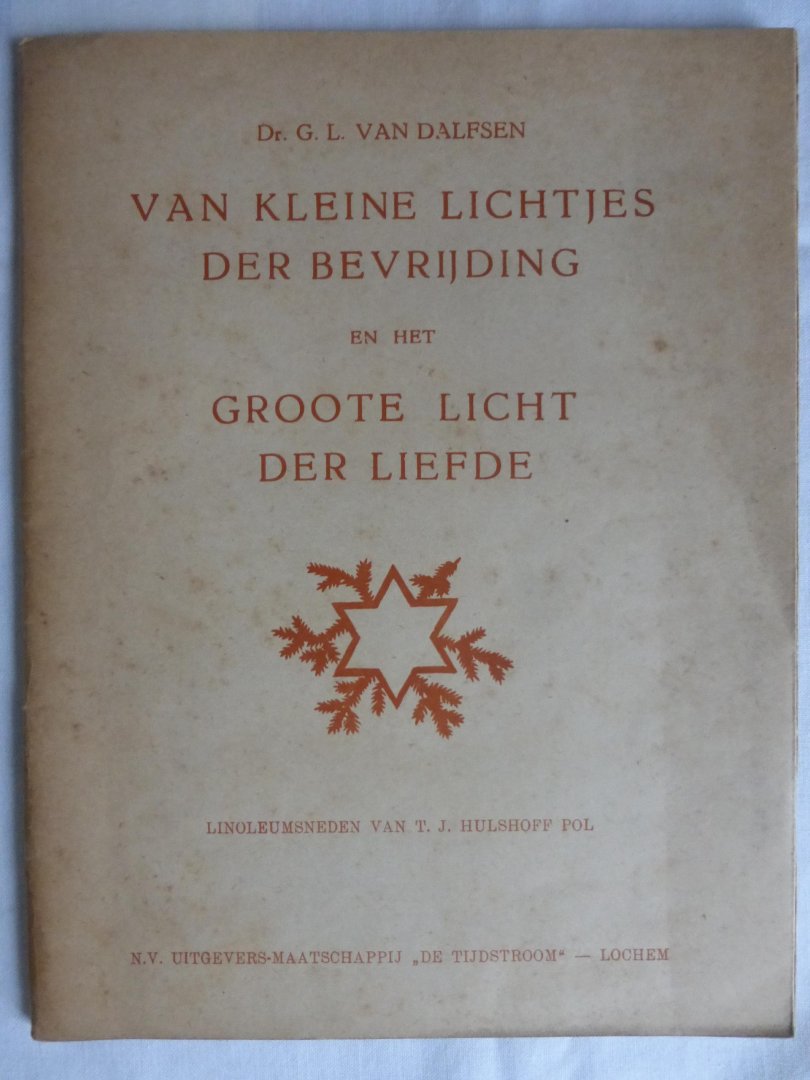 Dr. G. L. VAN DALFSEN
VAN KLEINE LICHTJES
DER BEVRIJDING
EN HET
GROOTE LICHT
DER LIEFDE
LINOLEUMSNEDEN VAN T. J. HULSHOFF POL
N.V. UITGEVERS-MAATSCHAPPIJ „DE TIJDSTROOM“ — LOCHEM